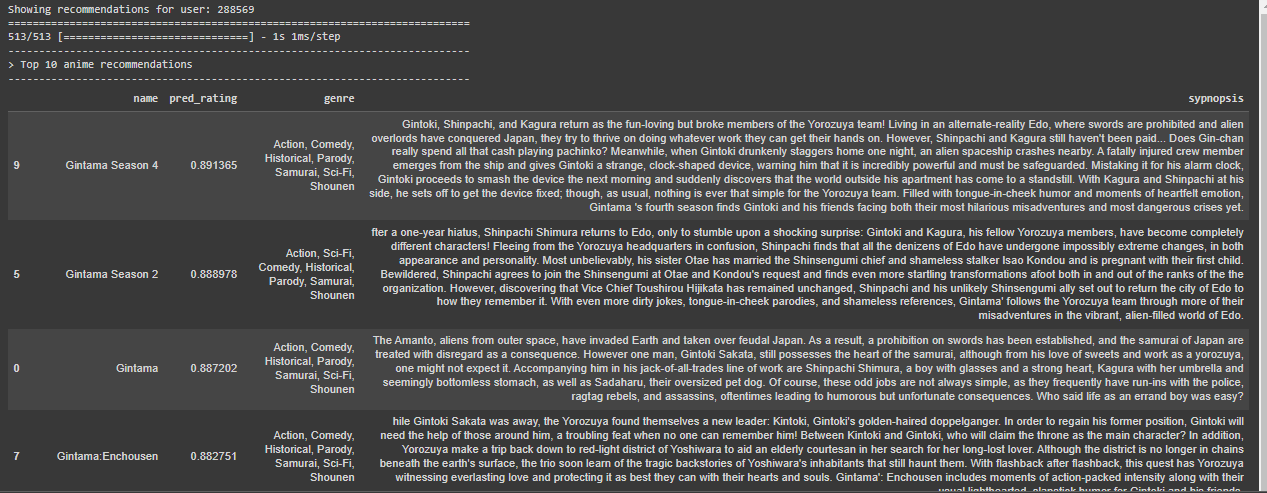 Showing recommendations for user: 288569
===========================================================================
513/513 [==============================] - 1s 1ms/step
---------------------------------------------------------------------------
> Top 10 anime recommendations
---------------------------------------------------------------------------
name pred_rating genre sypnopsis
Gintoki, Shinpachi, and Kagura return as the fun-loving but broke members of the Yorozuya team! Living in an alternate-reality Edo, where swords are prohibited and alien
overlords have conquered Japan, they try to thrive on doing whatever work they can get their hands on. However, Shinpachi and Kagura still haven't been paid... Does Gin-chan
Action, Comedy, really spend all that cash playing pachinko? Meanwhile, when Gintoki drunkenly staggers home one night, an alien spaceship crashes nearby. A fatally injured crew member
9 Gintama Season 4 0.891365 Historical, Parody, emerges from the ship and gives Gintoki a strange, clock-shaped device, warning him that it is incredibly powerful and must be safeguarded. Mistaking it for his alarm clock,
Samurai, Sci-Fi, Gintoki proceeds to smash the device the next morning and suddenly discovers that the world outside his apartment has come to a standstill. With Kagura and Shinpachi at his
Shounen side, he sets off to get the device fixed; though, as usual, nothing is ever that simple for the Yorozuya team. Filled with tongue-in-cheek humor and moments of heartfelt emotion,
Gintama 's fourth season finds Gintoki and his friends facing both their most hilarious misadventures and most dangerous crises yet.
fter a one-year hiatus, Shinpachi Shimura returns to Edo, only to stumble upon a shocking surprise: Gintoki and Kagura, his fellow Yorozuya members, have become completely
different characters! Fleeing from the Yorozuya headquarters in confusion, Shinpachi finds that all the denizens of Edo have undergone impossibly extreme changes, in both
Action, Sci-Fi, appearance and personality. Most unbelievably, his sister Otae has married the Shinsengumi chief and shameless stalker Isao Kondou and is pregnant with their first child.
5 Gintama Season 2 0.888978 Comedy, Historical, Bewildered, Shinpachi agrees to join the Shinsengumi at Otae and Kondou's request and finds even more startling transformations afoot both in and out of the ranks of the the
Parody, Samurai, organization. However, discovering that Vice Chief Toushirou Hijikata has remained unchanged, Shinpachi and his unlikely Shinsengumi ally set out to return the city of Edo to
Shounen how they remember it. With even more dirty jokes, tongue-in-cheek parodies, and shameless references, Gintama' follows the Yorozuya team through more of their
misadventures in the vibrant, alien-filled world of Edo.
The Amanto, aliens from outer space, have invaded Earth and taken over feudal Japan. As a result, a prohibition on swords has been established, and the samurai of Japan are
Action, Comedy, treated with disregard as a consequence. However one man, Gintoki Sakata, still possesses the heart of the samurai, although from his love of sweets and work as a yorozuya,
0 Gintama 0.887202 Historical, Parody, one might not expect it. Accompanying him in his jack-of-all-trades line of work are Shinpachi Shimura, a boy with glasses and a strong heart, Kagura with her umbrella and
Samurai, Sci-Fi, seemingly bottomless stomach, as well as Sadaharu, their oversized pet dog. Of course, these odd jobs are not always simple, as they frequently have run-ins with the police,
Shounen ragtag rebels, and assassins, oftentimes leading to humorous but unfortunate consequences. Who said life as an errand boy was easy?
hile Gintoki Sakata was away, the Yorozuya found themselves a new leader: Kintoki, Gintoki's golden-haired doppelganger. In order to regain his former position, Gintoki will
Action, Comedy, need the help of those around him, a troubling feat when no one can remember him! Between Kintoki and Gintoki, who will claim the throne as the main character? In addition,
Historical, Parody, Yorozuya make a trip back down to red-light district of Yoshiwara to aid an elderly courtesan in her search for her long-lost lover. Although the district is no longer in chains
7 Gintama:Enchousen 0.882751 Samurai, Sci-Fi, beneath the earth's surface, the trio soon learn of the tragic backstories of Yoshiwara's inhabitants that still haunt them. With flashback after flashback, this quest has Yorozuya
Shounen witnessing everlasting love and protecting it as best they can with their hearts and souls. Gintama': Enchousen includes moments of action-packed intensity along with their
usual lighthearted, slapstick humor for Gintoki and his friends.